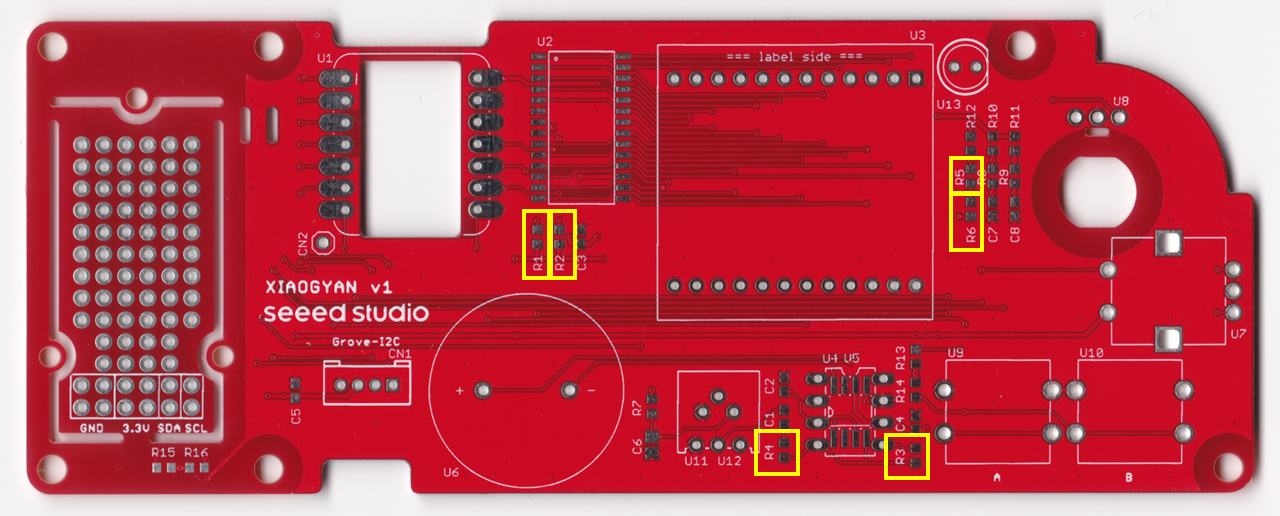 U1
U2
U3
=== label side ===
U13
R12
R10
R11
U8
R5
R8
R9
R6
C7
C8
CN2
R1
R2
C3
XIAOGYAN v1
seeed studio
Grove-I2C
CN1
U7
+
-
C5
GND 3.3V SDA SCL
R15 R16
U6
R7
C6
U11 U12
C2
C1
R4
U4 U5
R13
R14
C4
R3
U9
U10
A
B